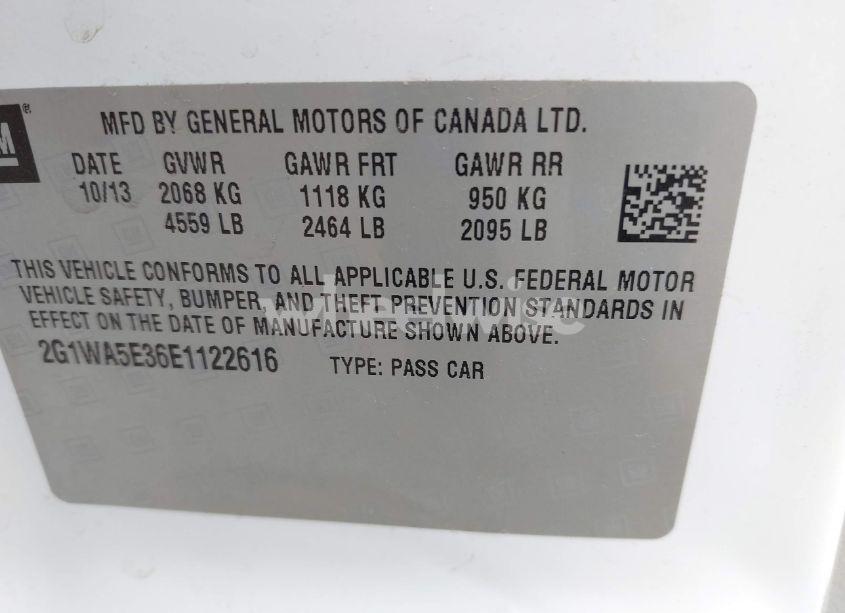 M ®
MFD BY GENERAL MOTORS OF CANADA LTD.
DATE GVWR GAWR FRT GAWR RR
10/13 2068 KG 1118 KG 950 KG
4559 LB 2464 LB 2095 LB
THIS VEHICLE CONFORMS TO ALL APPLICABLE U.S. FEDERAL MOTOR
VEHICLE SAFETY, BUMPER, AND THEFT PREVENTION STANDARDS IN
EFFECT ON THE DATE OF MANUFACTURE SHOWN ABOVE.
2G1WA5E36E1122616 TYPE: PASS CAR